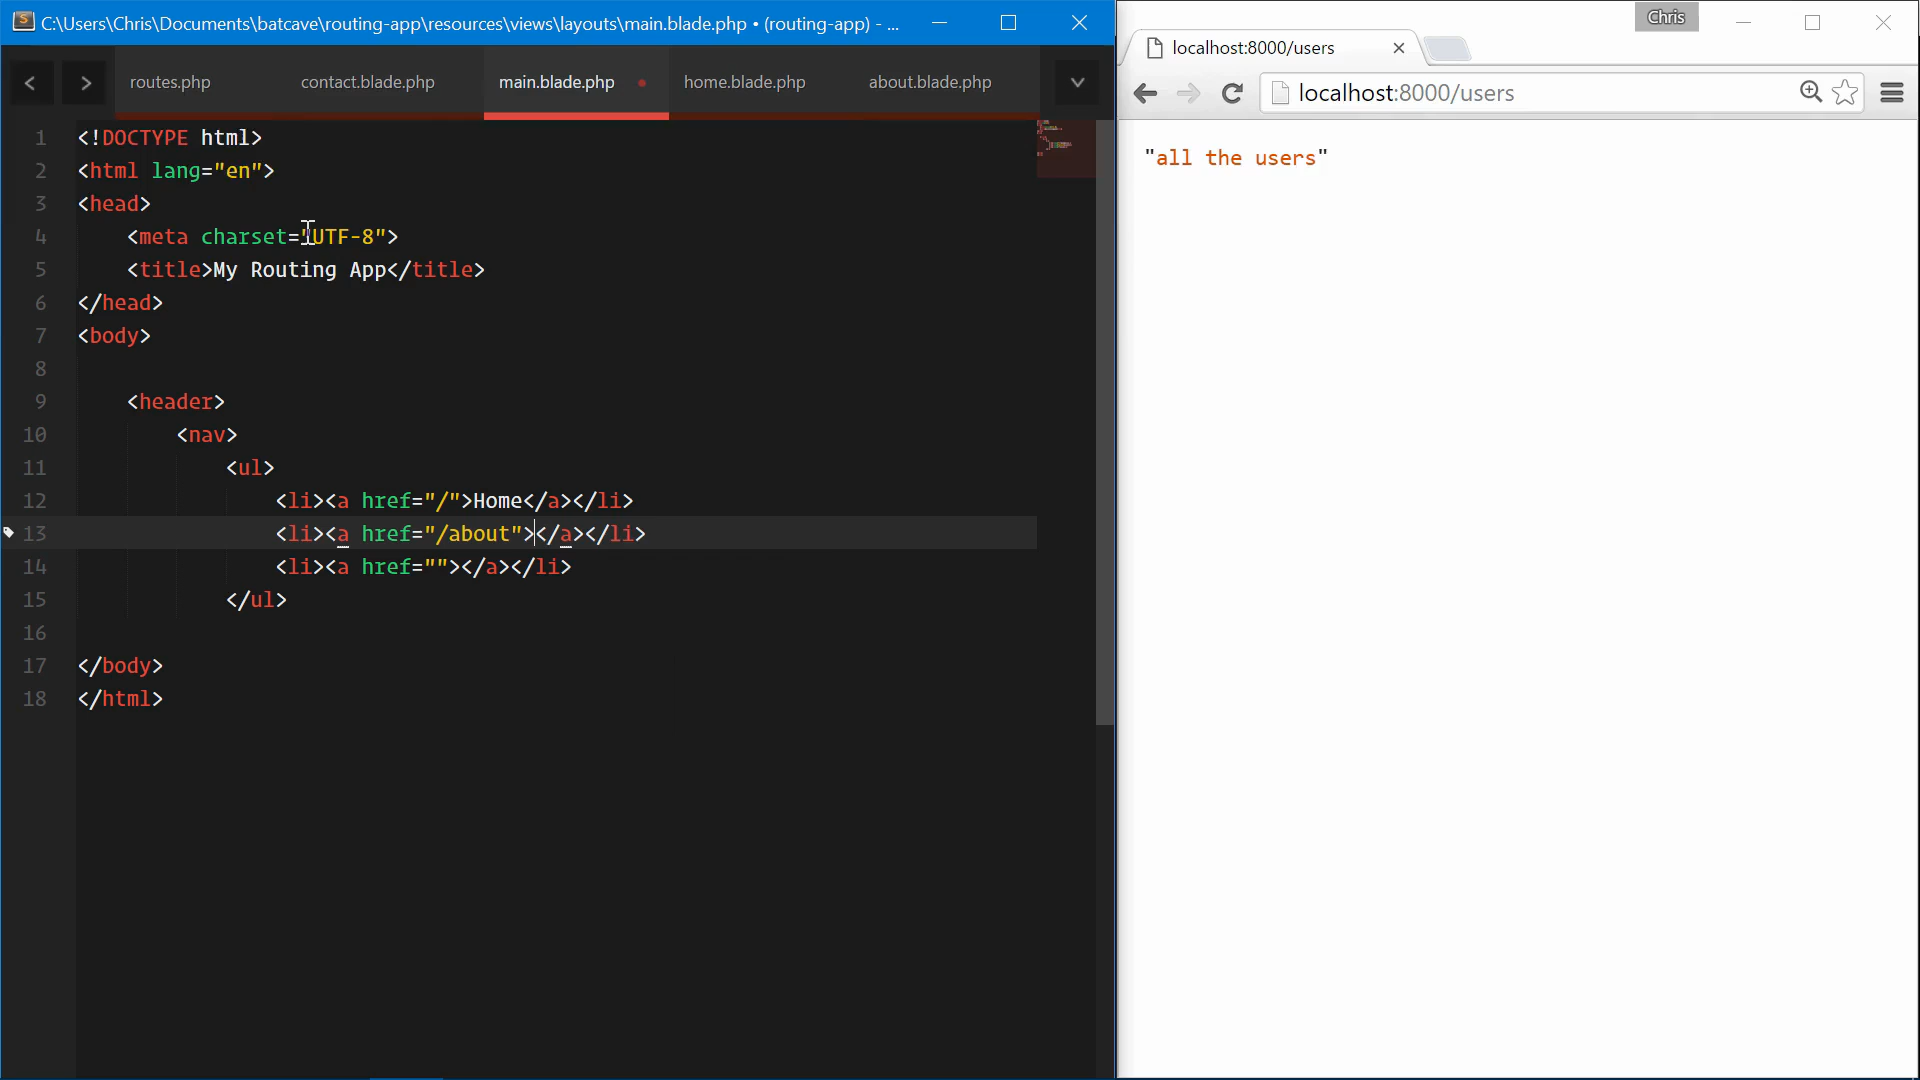 C:\Users\Chris\Documents\batcave\routing-app\resources\views\layouts\main.blade.php • (routing-app) - ...
routes.php
contact.blade.php
main.blade.php
home.blade.php
about.blade.php
1 <!DOCTYPE html>
2 <html lang="en">
3 <head>
4 <meta charset="UTF-8">
5 <title>My Routing App</title>
6 </head>
7 <body>
8
9 <header>
10 <nav>
11 <ul>
12 <li><a href="/">Home</a></li>
13 <li><a href="/about"></a></li>
14 <li><a href=""></a></li>
15 </ul>
16
17 </body>
18 </html>
Chris
localhost:8000/users
localhost:8000/users
"all the users"